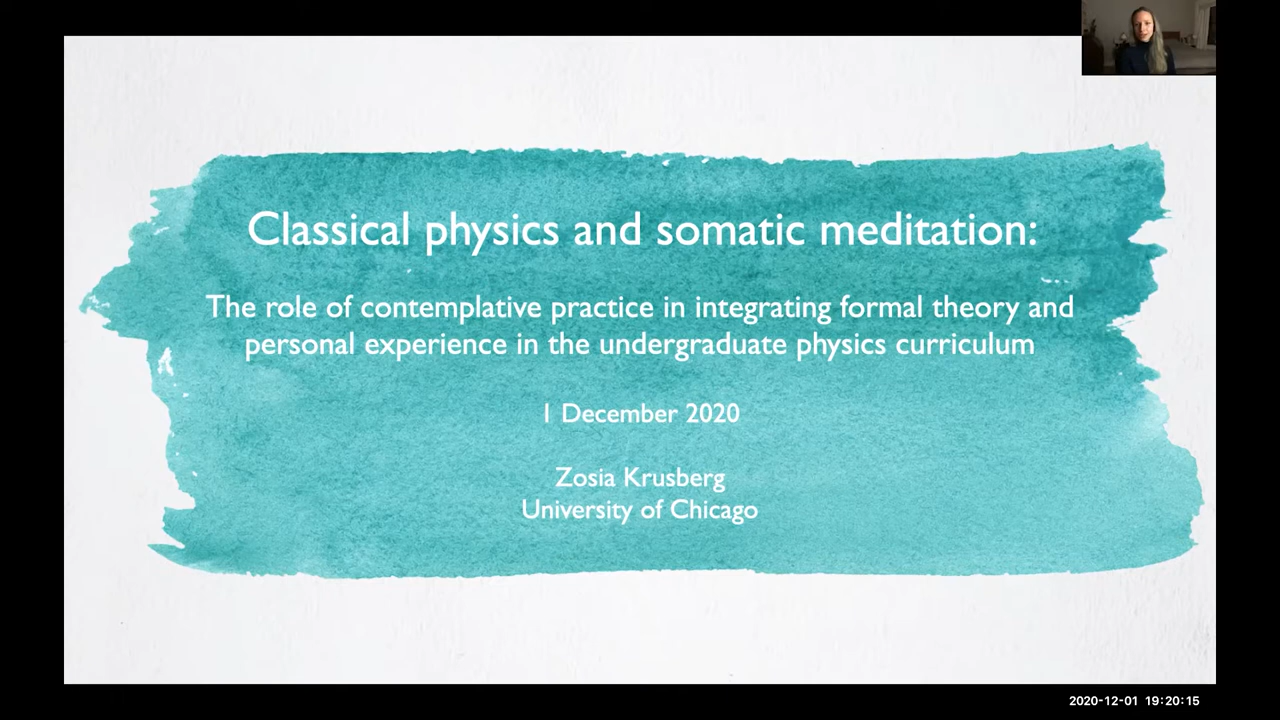 Classical physics and somatic meditation:
The role of contemplative practice in integrating formal theory and
personal experience in the undergraduate physics curriculum
1 December 2020
Zosia Krusberg
University of Chicago
2020-12-01 19:20:15